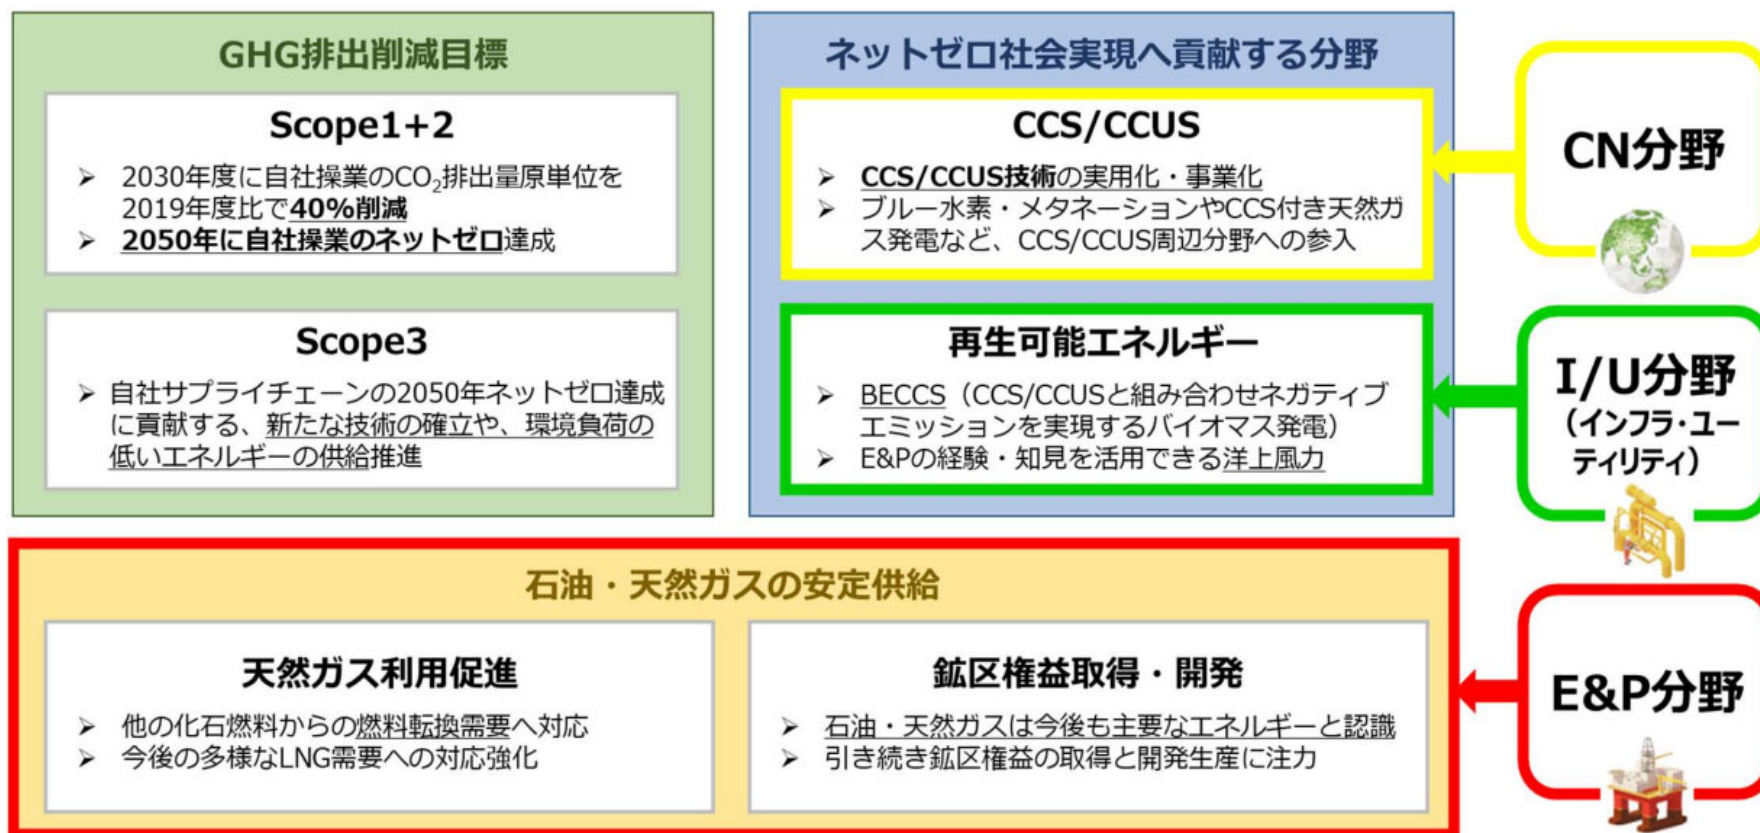 GHG排出削減目標
Scope1+2
➢ 2030年度に自社操業のCO₂排出量原単位を
2019年度比で40%削減
➢ 2050年に自社操業のネットゼロ達成
Scope3
➢ 自社サプライチェーンの2050年ネットゼロ達成
に貢献する、新たな技術の確立や、環境負荷の
低いエネルギーの供給推進
ネットゼロ社会実現へ貢献する分野
CCS/CCUS
➢ CCS/CCUS技術の実用化・事業化
➢ ブルー水素・メタネーションやCCS付き天然ガ
ス発電など、CCS/CCUS周辺分野への参入
再生可能エネルギー
➢ BECCS（CCS/CCUSと組み合わせネガティブ
エミッションを実現するバイオマス発電）
➢ E&Pの経験・知見を活用できる洋上風力
CN分野
I/U分野
（インフラ・ユー
ティリティ）
石油・天然ガスの安定供給
天然ガス利用促進
➢ 他の化石燃料からの燃料転換需要へ対応
➢ 今後の多様なLNG需要への対応強化
鉱区権益取得・開発
➢ 石油・天然ガスは今後も主要なエネルギーと認識
➢ 引き続き鉱区権益の取得と開発生産に注力
E&P分野